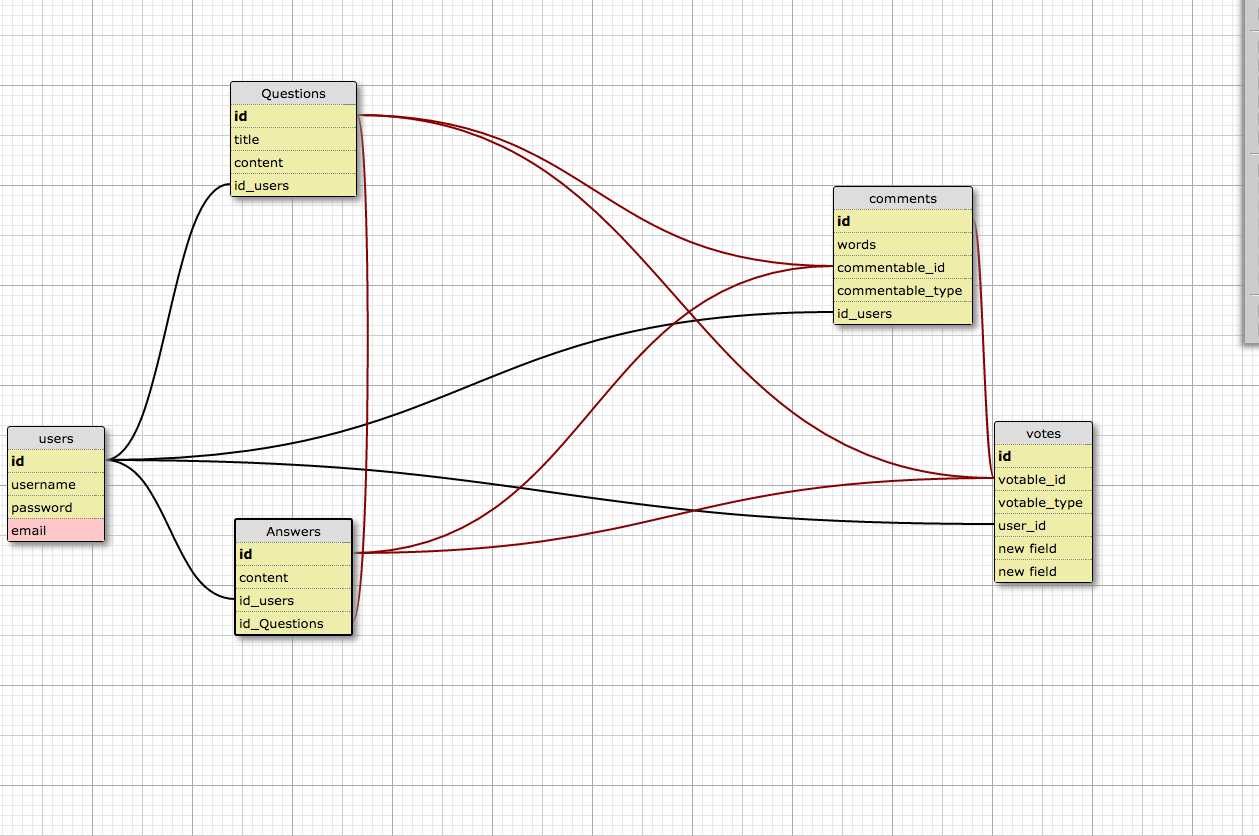 Questions
id
title
content
id_users
comments
id
words
commentable_id
commentable_type
id_users
users
id
username
password
email
votes
id
votable_id
votable_type
user_id
new field
new field
Answers
id
content
id_users
id_Questions